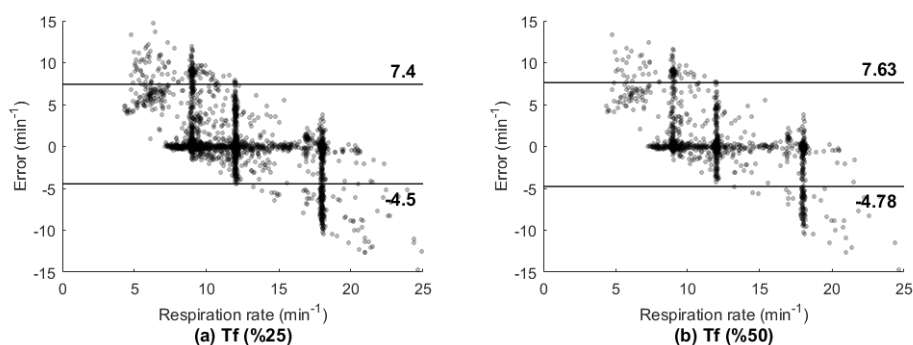 15
10
5
0
-5
-10
-15
Error (min-1)
7.4
-4.5
0 5 10 15 20 25
Respiration rate (min-1)
(a) Tf (%25)
15
10
5
0
-5
-10
-15
Error (min-1)
7.63
-4.78
0 5 10 15 20 25
Respiration rate (min-1)
(b) Tf (%50)